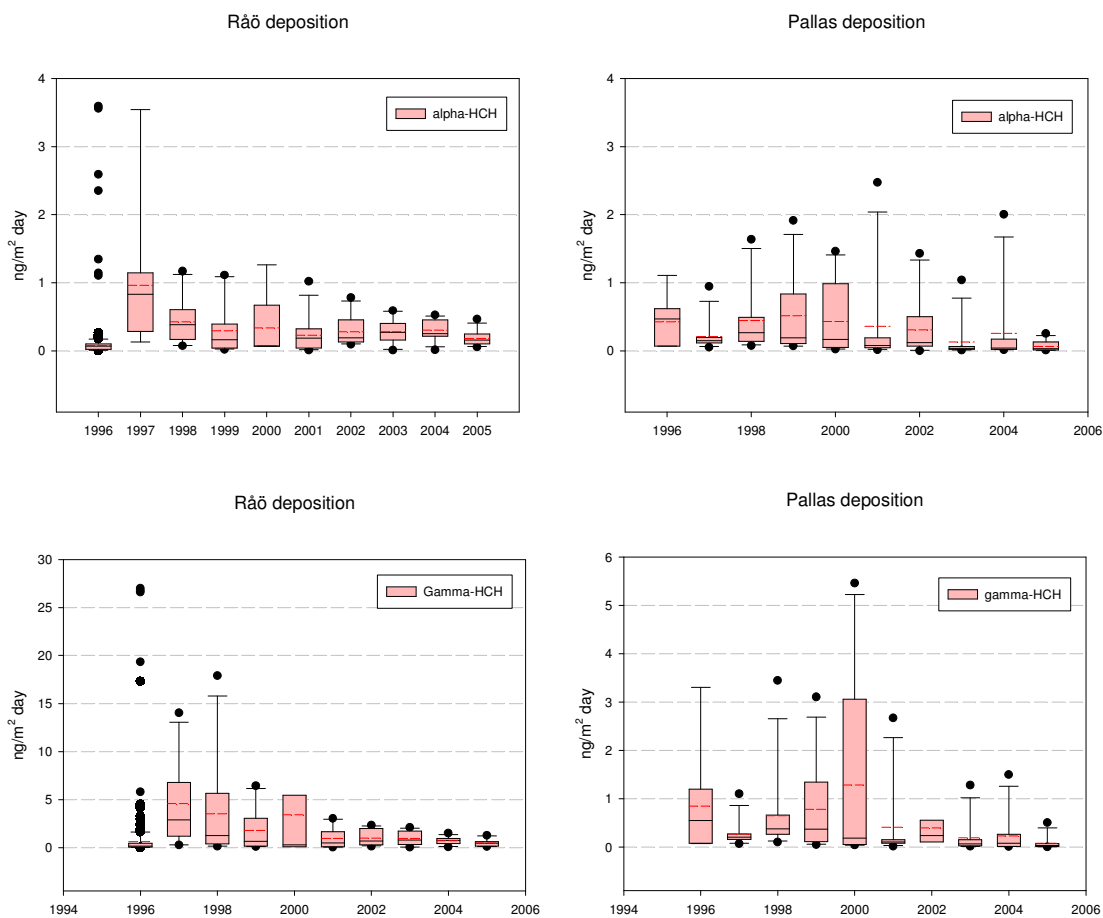 Råö deposition
Pallas deposition
4
3
2
1
0
ng/m² day
alpha-HCH
1996 1997 1998 1999 2000 2001 2002 2003 2004 2005
4
3
2
1
0
ng/m² day
alpha-HCH
1996 1998 2000 2002 2004 2006
Råö deposition
Pallas deposition
30
25
20
15
10
5
0
ng/m² day
Gamma-HCH
1994 1996 1998 2000 2002 2004 2006
6
5
4
3
2
1
0
ng/m² day
gamma-HCH
1994 1996 1998 2000 2002 2004 2006